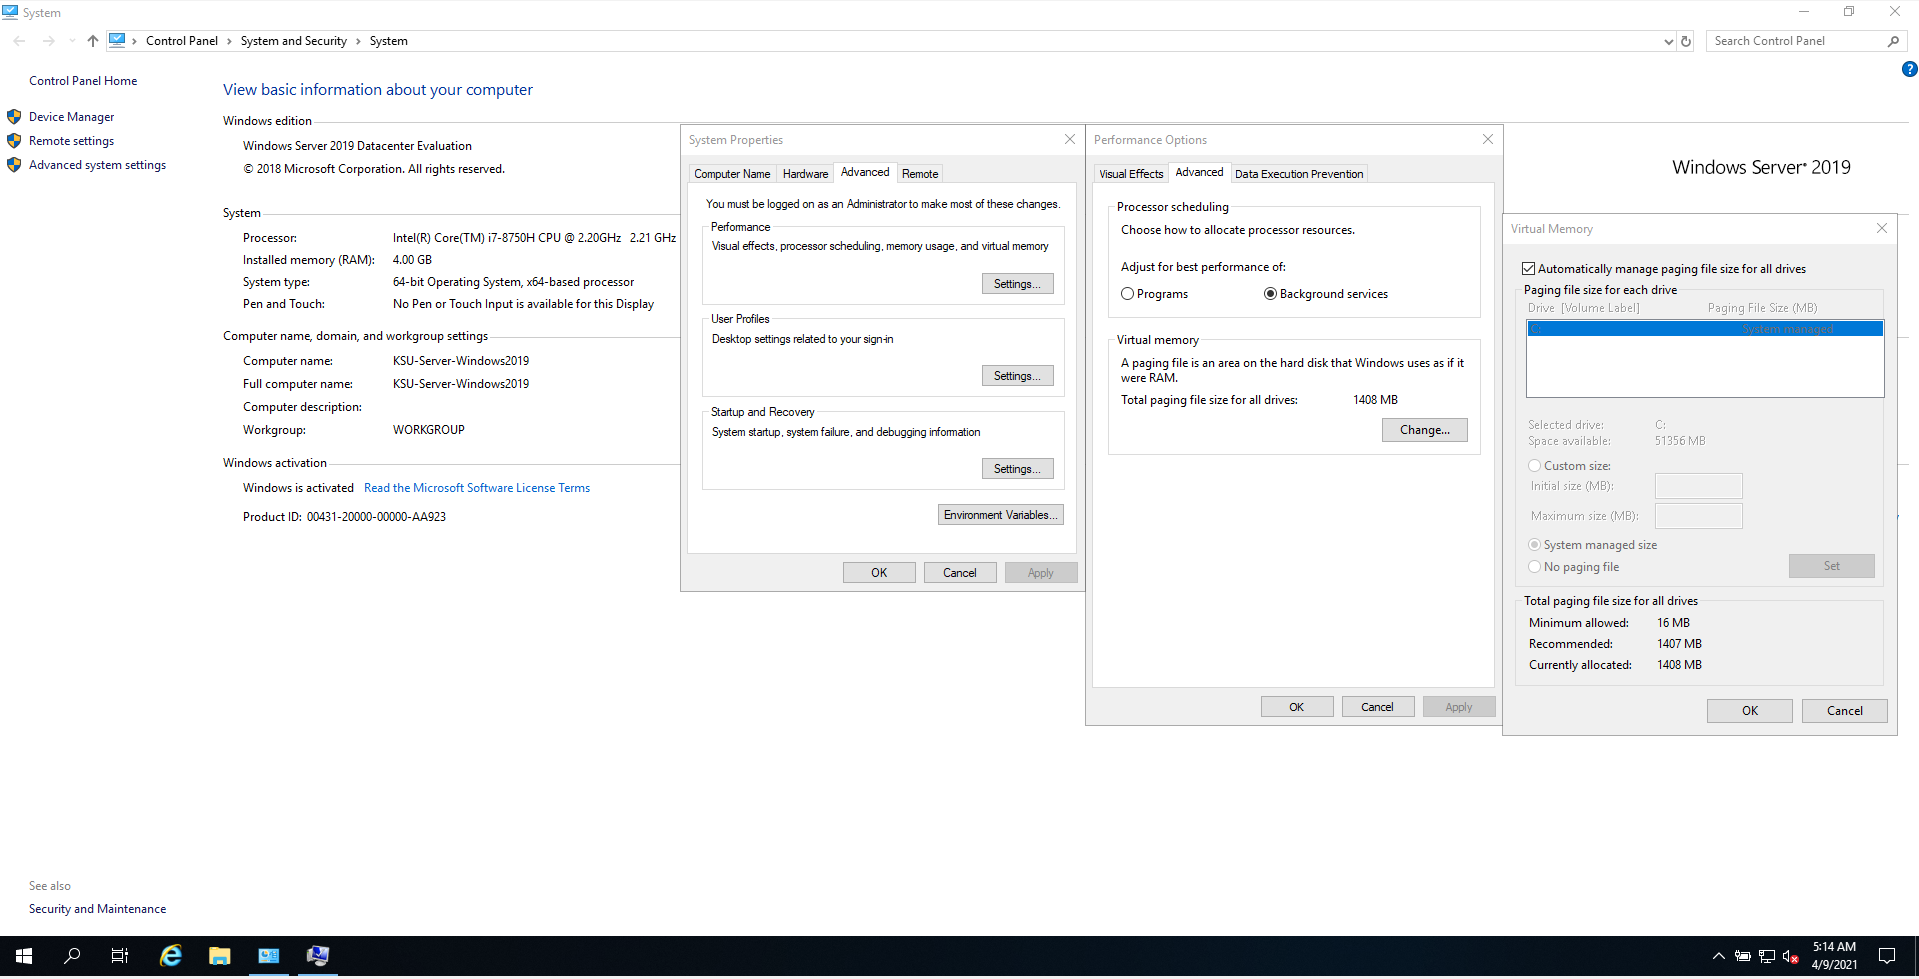 System
Control Panel > System and Security > System
Search Control Panel
Control Panel Home
Device Manager
Remote settings
Advanced system settings
View basic information about your computer
Windows edition
Windows Server 2019 Datacenter Evaluation
© 2018 Microsoft Corporation. All rights reserved.
Windows Server® 2019
System
Processor: Intel(R) Core(TM) i7-8750H CPU @ 2.20GHz 2.21 GHz
Installed memory (RAM): 4.00 GB
System type: 64-bit Operating System, x64-based processor
Pen and Touch: No Pen or Touch Input is available for this Display
Computer name, domain, and workgroup settings
Computer name: KSU-Server-Windows2019
Full computer name: KSU-Server-Windows2019
Computer description:
Workgroup: WORKGROUP
Windows activation
Windows is activated Read the Microsoft Software License Terms
Product ID: 00431-20000-00000-AA923
See also
Security and Maintenance
System Properties
Computer Name Hardware Advanced Remote
You must be logged on as an Administrator to make most of these changes.
Performance
Visual effects, processor scheduling, memory usage, and virtual memory
Settings...
User Profiles
Desktop settings related to your sign-in
Settings...
Startup and Recovery
System startup, system failure, and debugging information
Settings...
Environment Variables...
OK Cancel Apply
Performance Options
Visual Effects Advanced Data Execution Prevention
Processor scheduling
Choose how to allocate processor resources.
Adjust for best performance of:
Programs Background services
Virtual memory
A paging file is an area on the hard disk that Windows uses as if it
were RAM.
Total paging file size for all drives: 1408 MB
Change...
OK Cancel Apply
Virtual Memory
Automatically manage paging file size for all drives
Paging file size for each drive
Drive [Volume Label] Paging File Size (MB)
C: System managed
Selected drive: C:
Space available: 51356 MB
Custom size:
Initial size (MB):
Maximum size (MB):
System managed size
No paging file Set
Total paging file size for all drives
Minimum allowed: 16 MB
Recommended: 1407 MB
Currently allocated: 1408 MB
OK Cancel
5:14 AM
4/9/2021